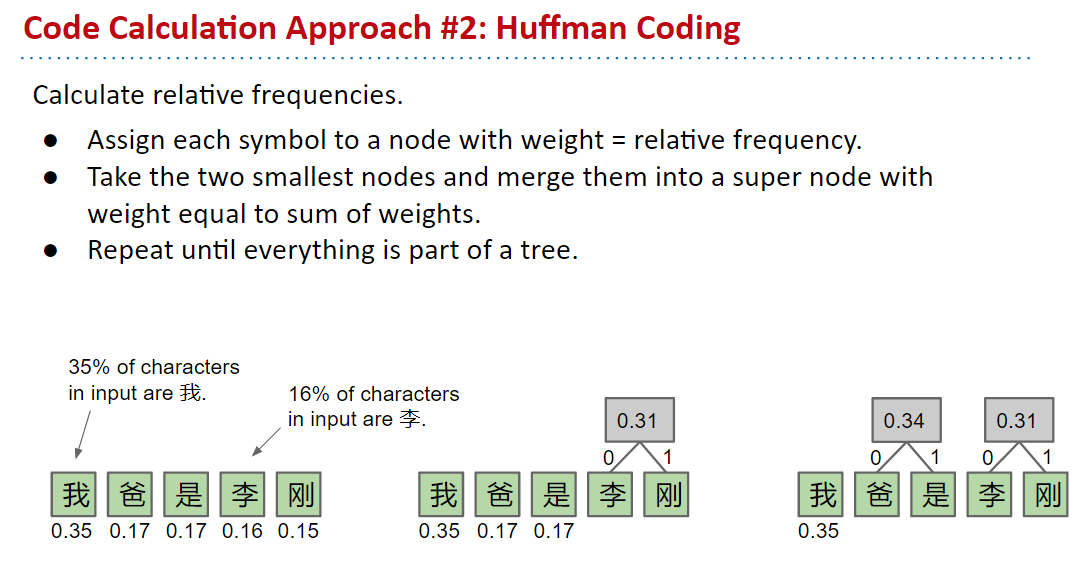 Code Calculation Approach #2: Huffman Coding
Calculate relative frequencies.
● Assign each symbol to a node with weight = relative frequency.
● Take the two smallest nodes and merge them into a super node with
weight equal to sum of weights.
● Repeat until everything is part of a tree.
35% of characters
in input are 我.
16% of characters
in input are 李.
我 爸 是 李 刚
0.35 0.17 0.17 0.16 0.15
0.31
0 1
我 爸 是 李 刚
0.35 0.17 0.17
0.34 0.31
0 1 0 1
我 爸 是 李 刚
0.35